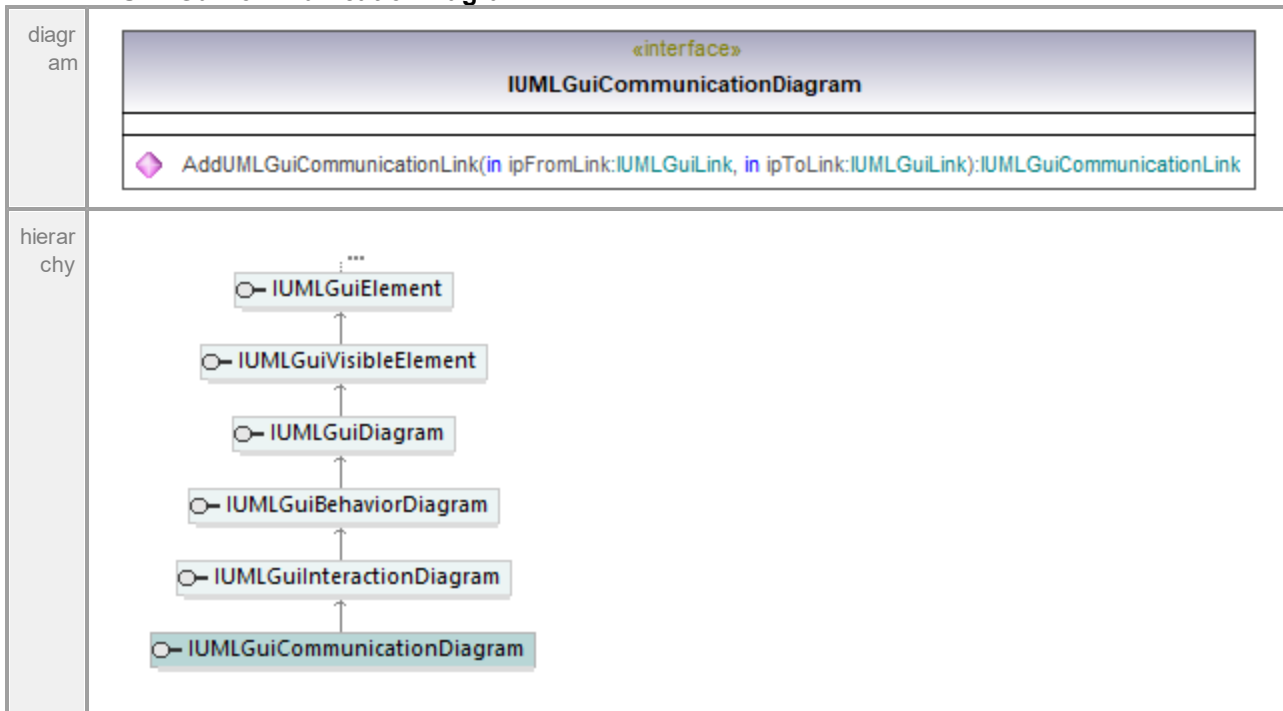 diagr
am
«interface»
IUMLGuiCommunicationDiagram
AddUMLGuiCommunicationLink(in ipFromLink:IUMLGuiLink, in ipToLink:IUMLGuiLink):IUMLGuiCommunicationLink
hierar
chy
...
IUMLGuiElement
IUMLGuiVisibleElement
IUMLGuiDiagram
IUMLGuiBehaviorDiagram
IUMLGuiInteractionDiagram
IUMLGuiCommunicationDiagram